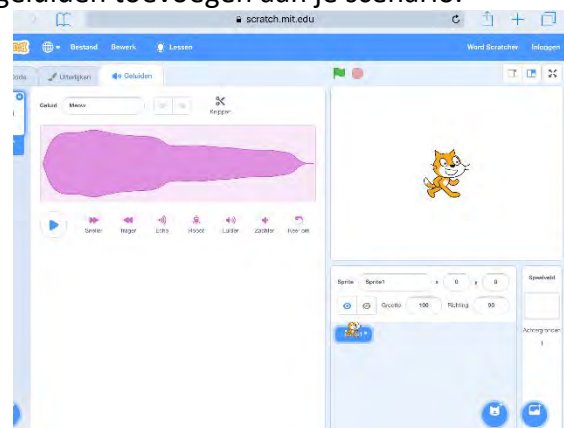 geluiden toevoegen aan je scenario.
scratch.mit.edu
Bestand Bewerk Lessen Word Scratcher Inloggen
Uiterlijken Geluiden
Geluid Meow Knippen
Sneller Trager Echo Robot Luider Zachter Keer om
Sprite Sprite1 x 0 y 0 Speelveld
Grootte 100 Richting 90
Achtergronden
1